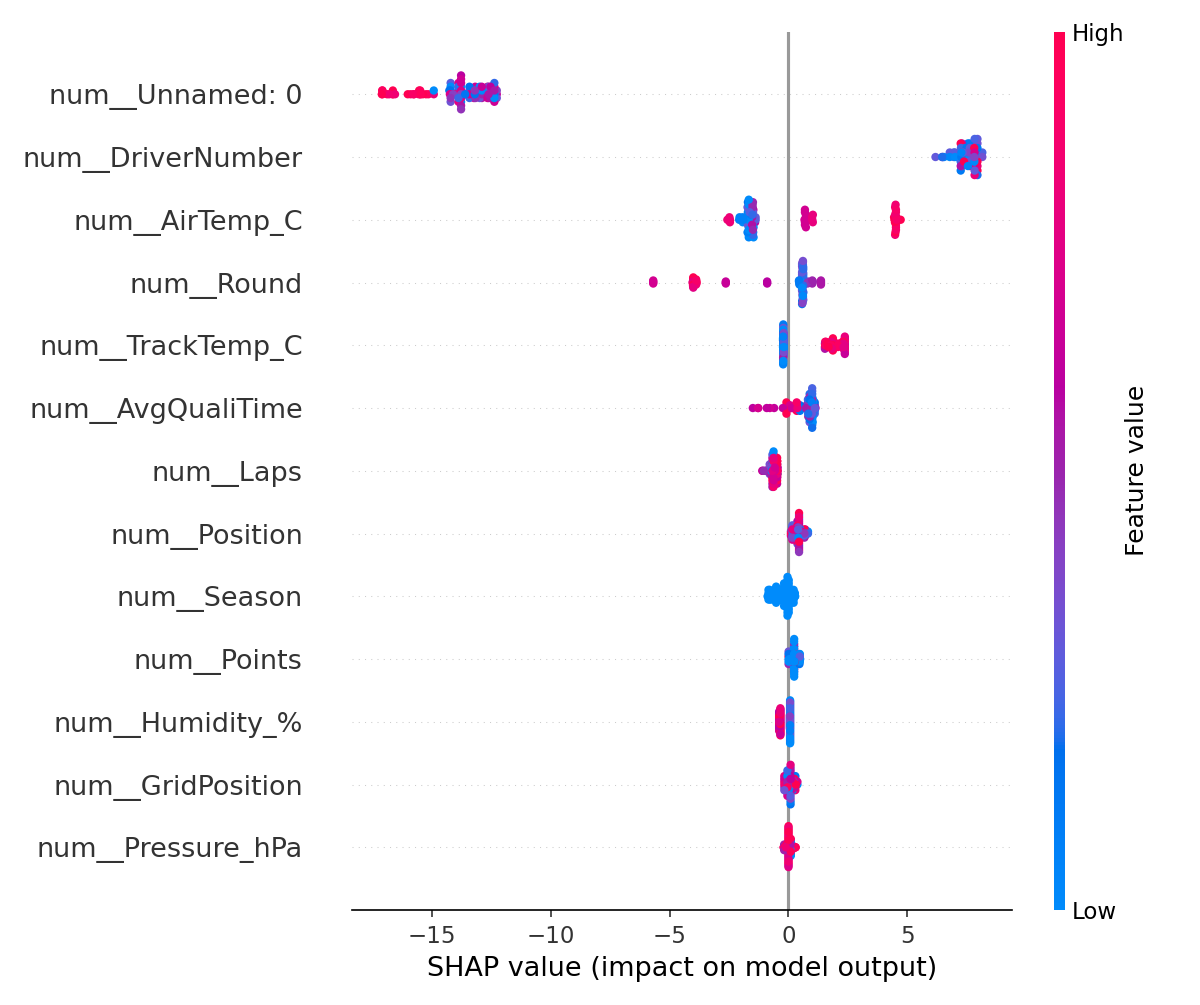 High
num__Unnamed: 0
num__DriverNumber
num__AirTemp_C
num__Round
num__TrackTemp_C
num__AvgQualiTime
num__Laps
num__Position
num__Season
num__Points
num__Humidity_%
num__GridPosition
num__Pressure_hPa
Feature value
Low
−15 −10 −5 0 5
SHAP value (impact on model output)